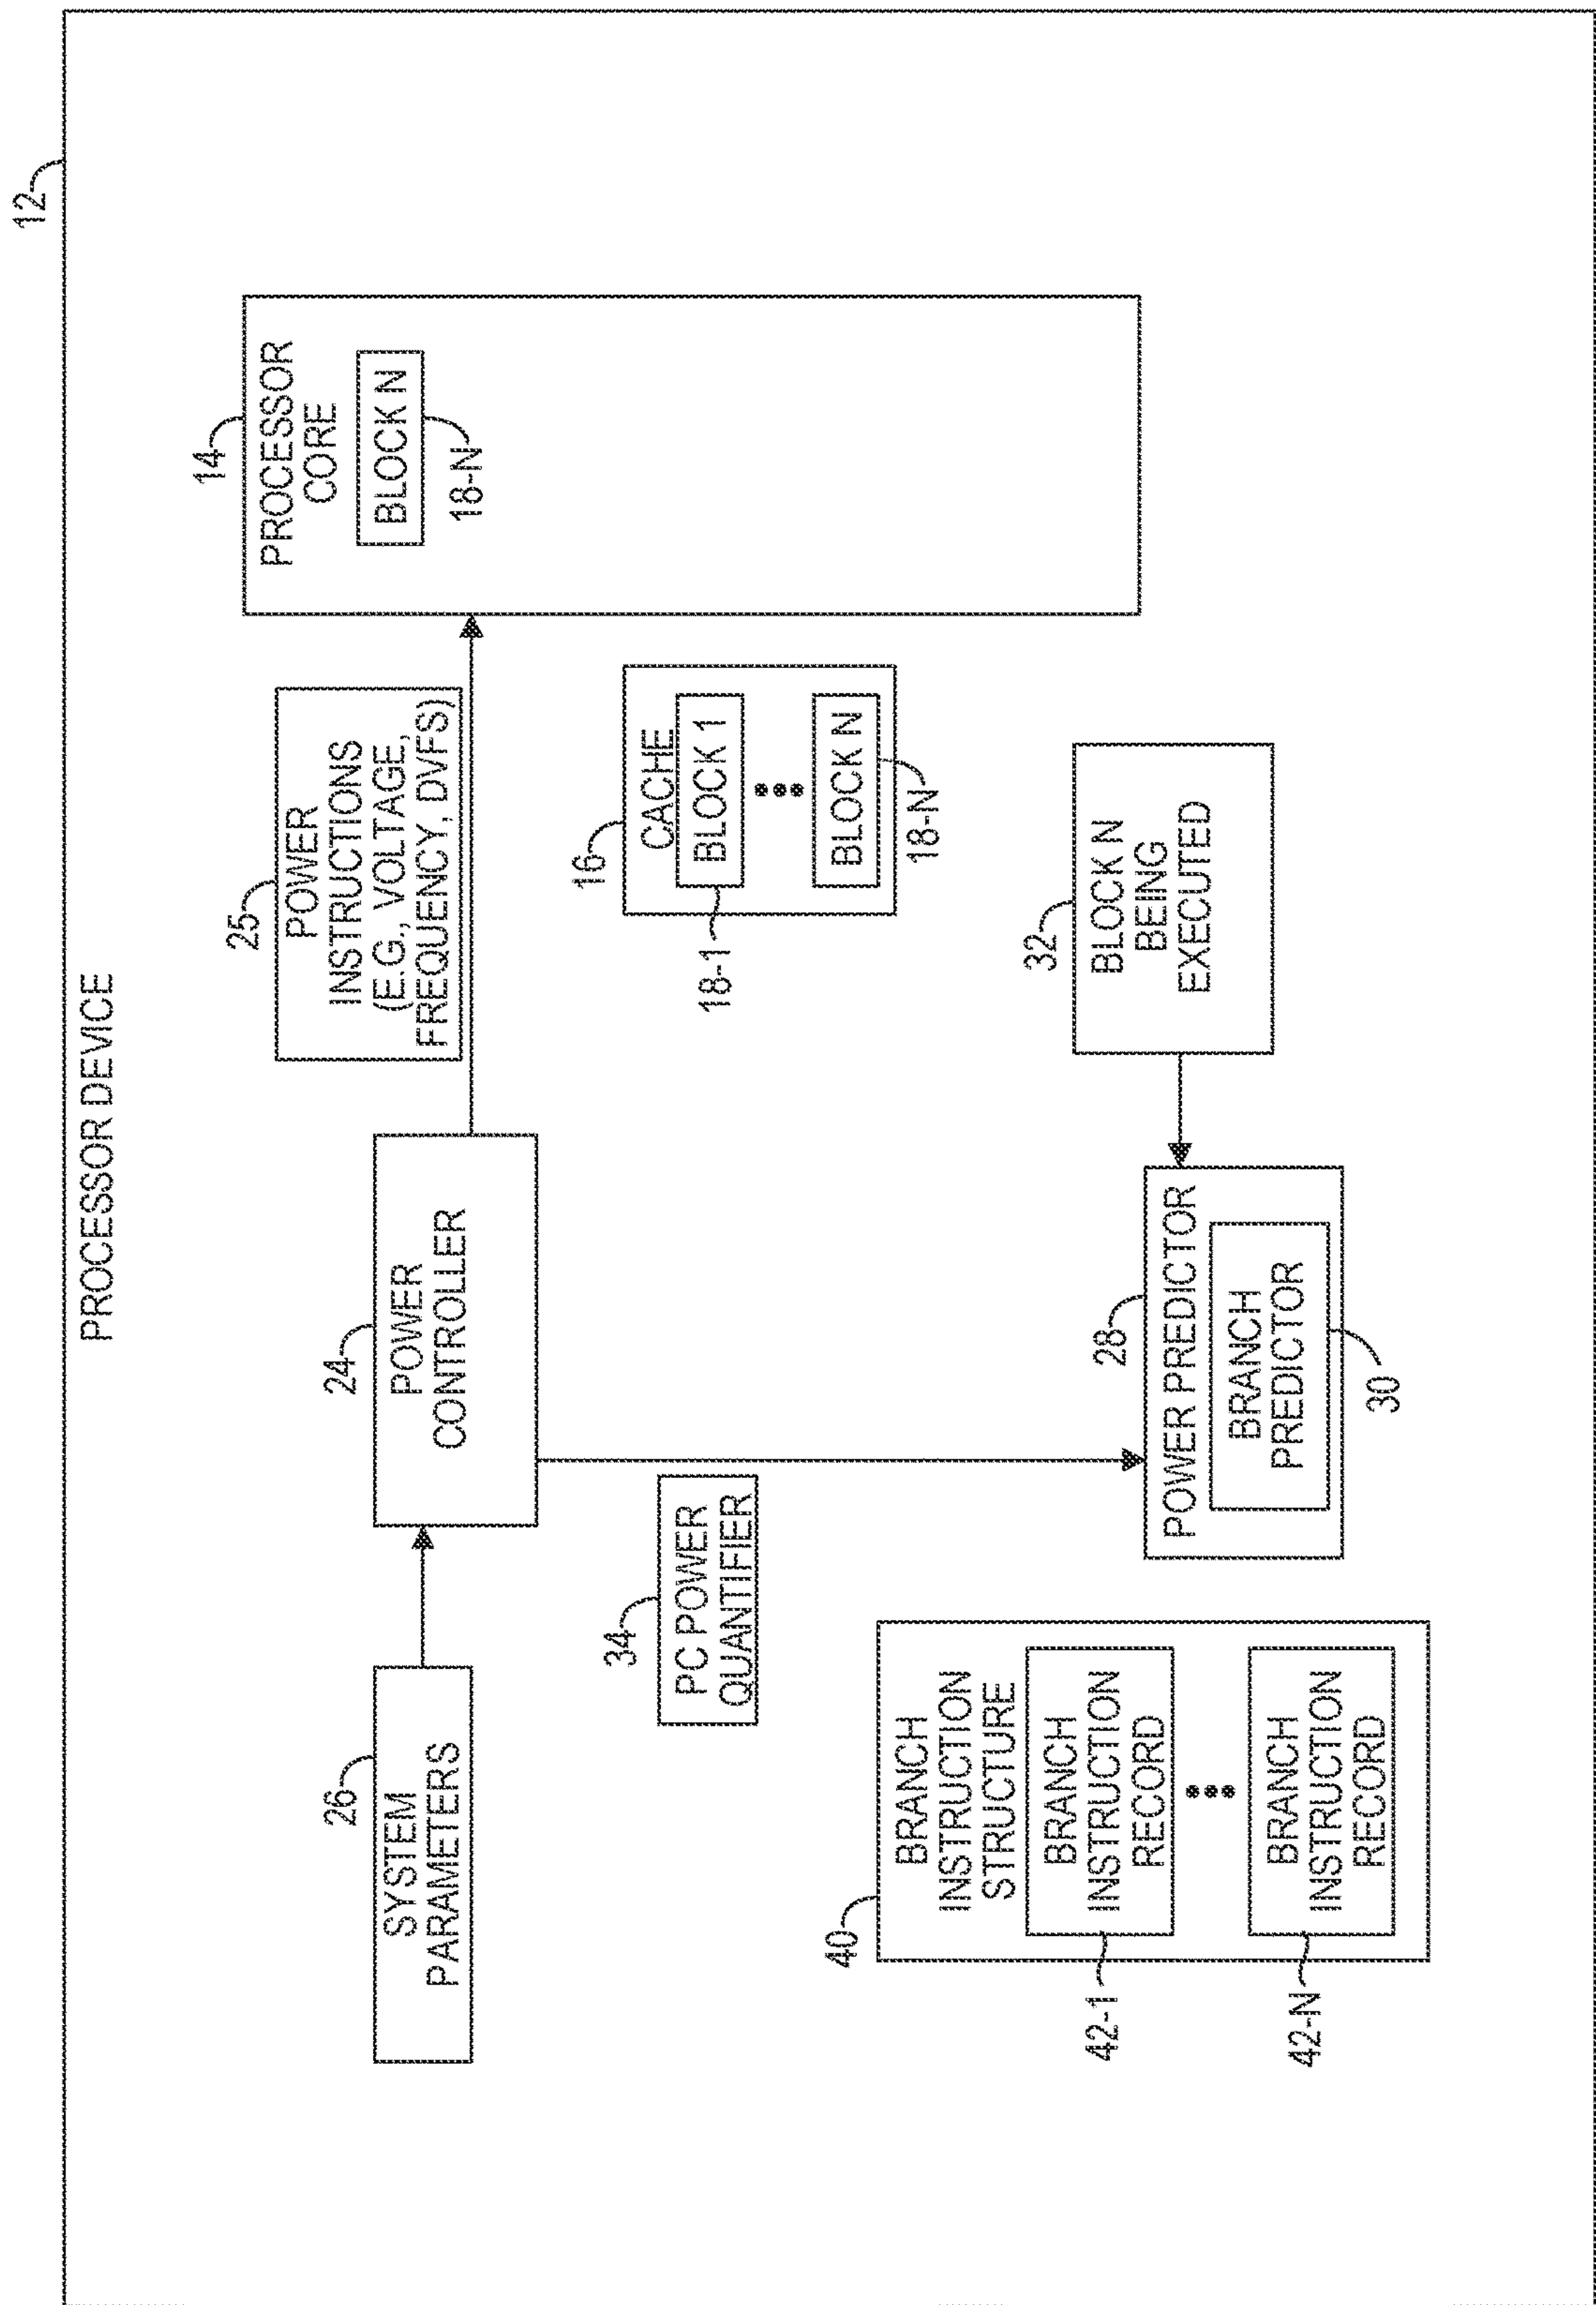 12
PROCESSOR DEVICE
26
SYSTEM
PARAMETERS
24
POWER
CONTROLLER
25
POWER
INSTRUCTIONS
(E.G., VOLTAGE,
FREQUENCY, DVFS)
14
PROCESSOR
CORE
BLOCK N
18-N
34
PC POWER
QUANTIFIER
16
CACHE
BLOCK 1
18-1
BLOCK N
18-N
40
BRANCH
INSTRUCTION
STRUCTURE
BRANCH
INSTRUCTION
RECORD
42-1
BRANCH
INSTRUCTION
RECORD
42-N
28
POWER PREDICTOR
BRANCH
PREDICTOR
30
32
BLOCK N
BEING
EXECUTED